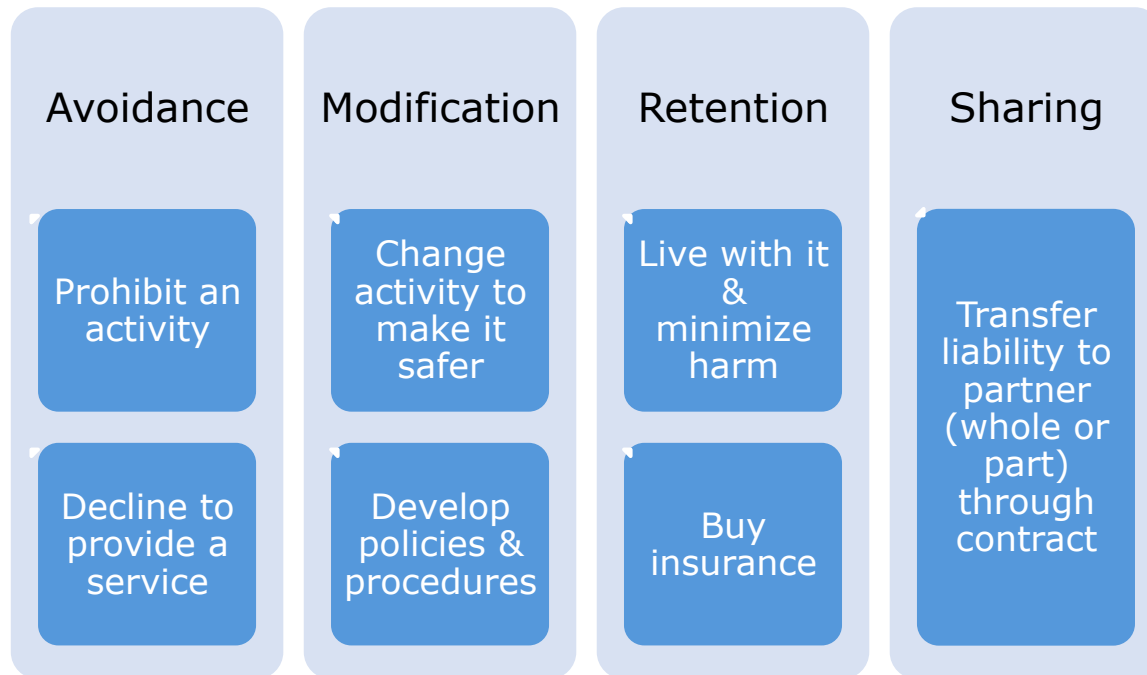 Avoidance
Prohibit an
activity
Decline to
provide a
service
Modification
Change
activity to
make it
safer
Develop
policies &
procedures
Retention
Live with it
&
minimize
harm
Buy
insurance
Sharing
Transfer
liability to
partner
(whole or
part)
through
contract